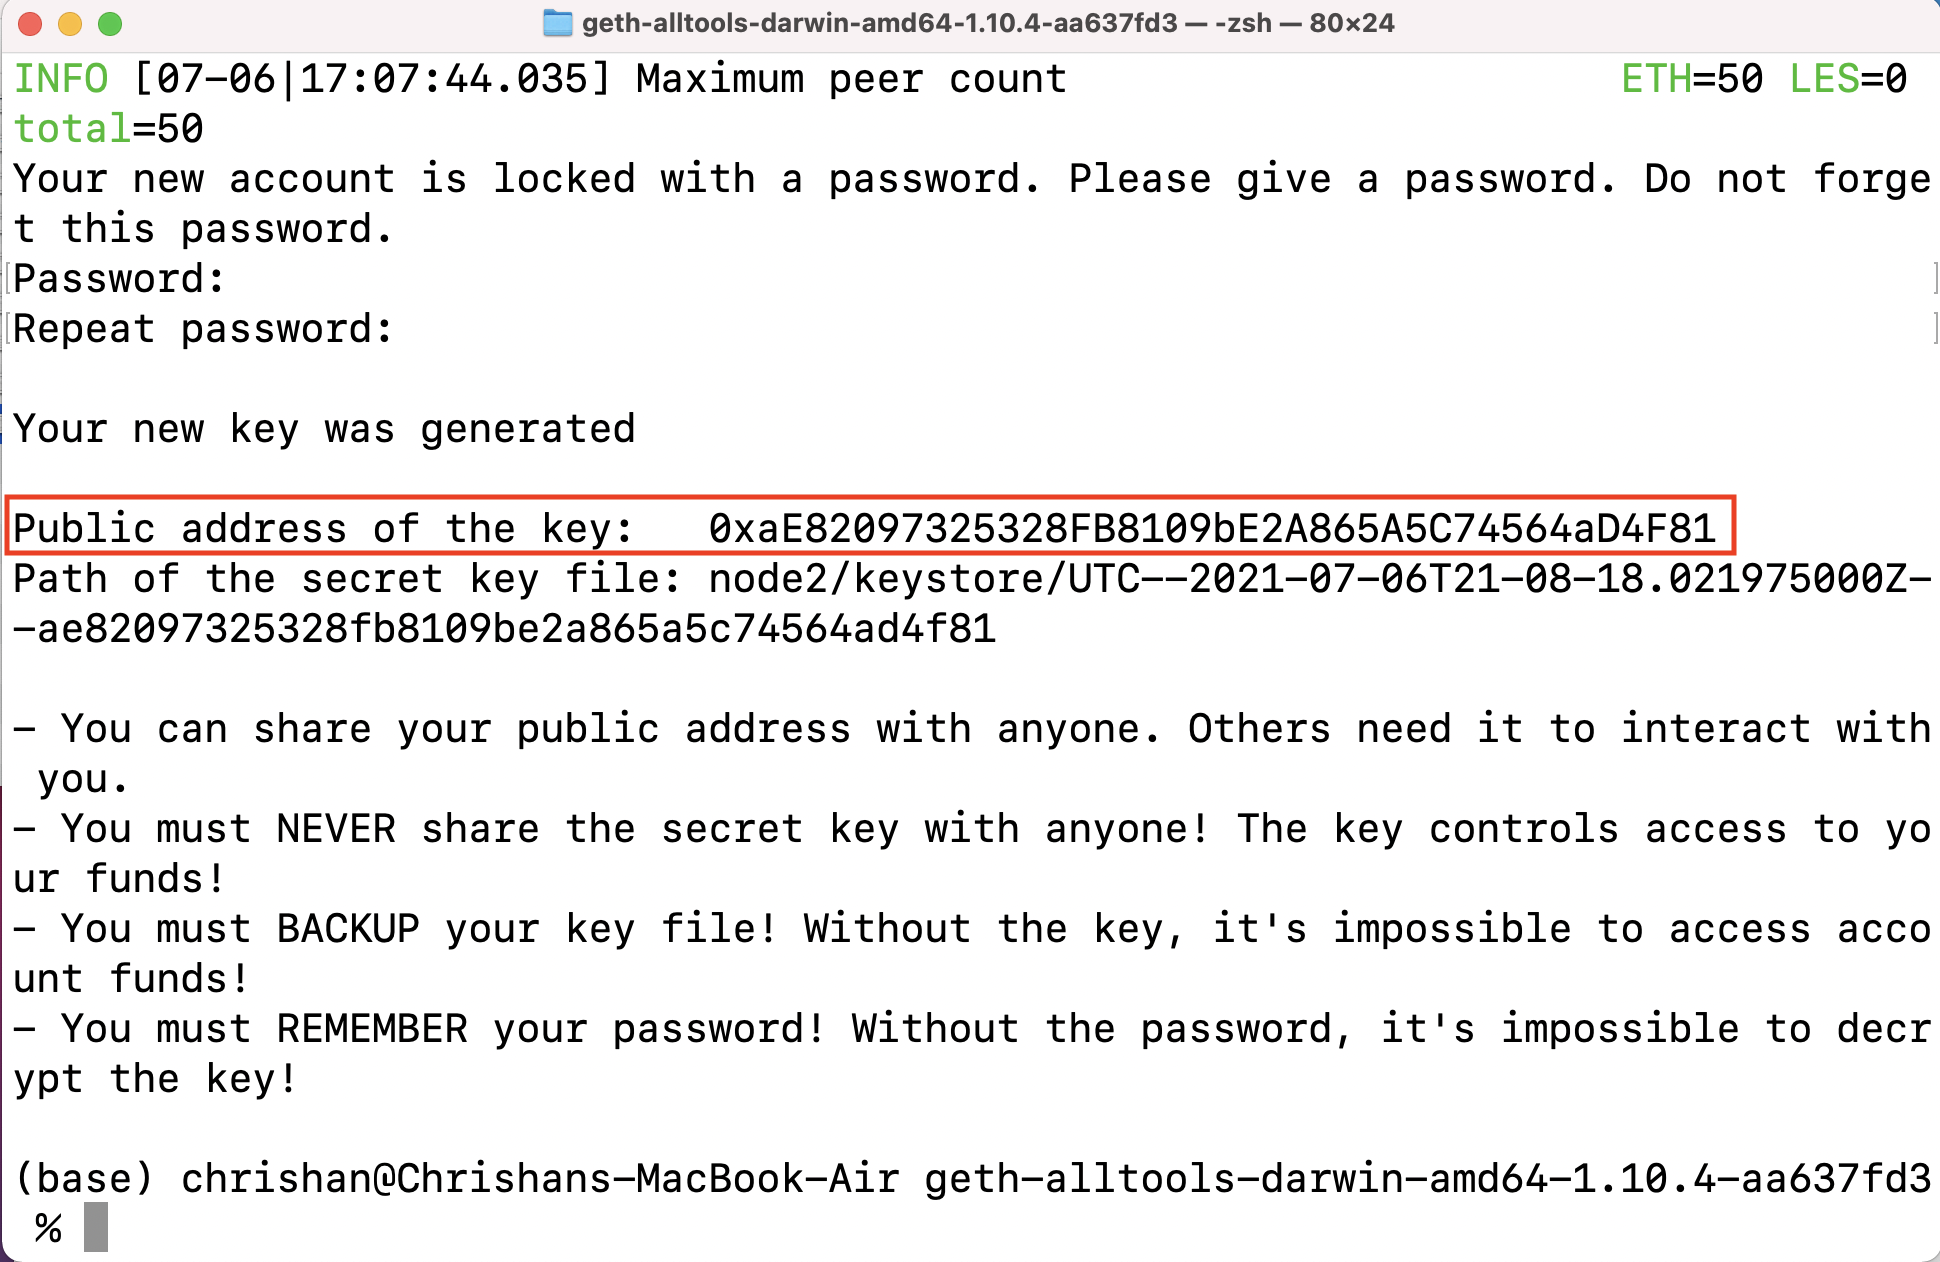 geth-alltools-darwin-amd64-1.10.4-aa637fd3 — -zsh — 80×24
INFO [07-06|17:07:44.035] Maximum peer count ETH=50 LES=0
total=50
Your new account is locked with a password. Please give a password. Do not forge
t this password.
[Password: ]
[Repeat password: ]
Your new key was generated
Public address of the key: 0xaE82097325328FB8109bE2A865A5C74564aD4F81
Path of the secret key file: node2/keystore/UTC--2021-07-06T21-08-18.021975000Z-
-ae82097325328fb8109be2a865a5c74564ad4f81
- You can share your public address with anyone. Others need it to interact with
you.
- You must NEVER share the secret key with anyone! The key controls access to yo
ur funds!
- You must BACKUP your key file! Without the key, it's impossible to access acco
unt funds!
- You must REMEMBER your password! Without the password, it's impossible to decr
ypt the key!
(base) chrishan@Chrishans-MacBook-Air geth-alltools-darwin-amd64-1.10.4-aa637fd3
%